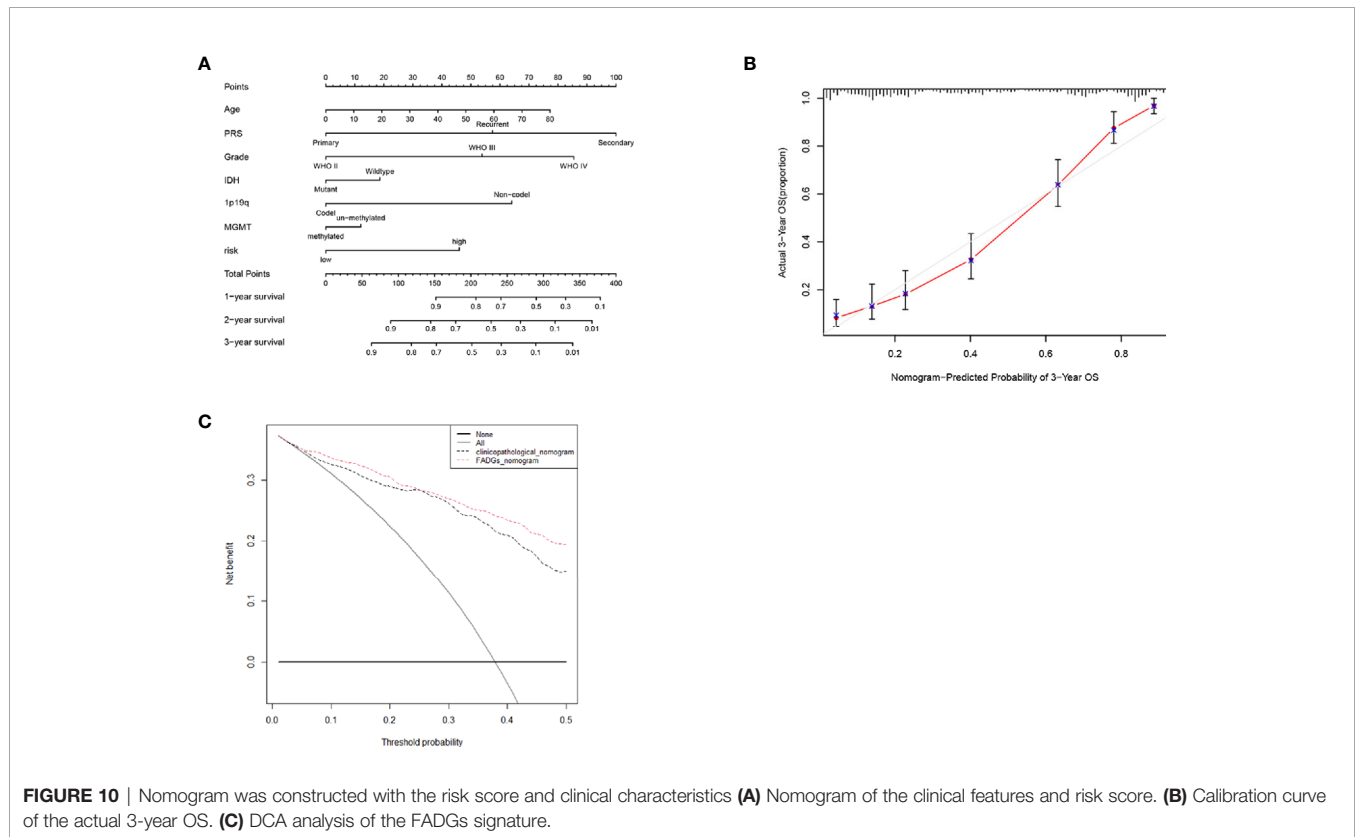 A
Points
0 10 20 30 40 50 60 70 80 90 100
Age
0 10 20 30 40 50 60 70 80
Recurrent
PRS
Primary Secondary
WHO III
Grade
WHO II WHO IV
Wildtype
IDH
Mutant
Non-codel
1p19q
Codel
un-methylated
MGMT
methylated
high
risk
low
Total Points
0 50 100 150 200 250 300 350 400
1-year survival
0.9 0.8 0.7 0.5 0.3 0.1
2-year survival
0.9 0.8 0.7 0.5 0.3 0.1 0.01
3-year survival
0.9 0.8 0.7 0.5 0.3 0.1 0.01
B
Actual 3-Year OS(proportion)
1.0
0.8
0.6
0.4
0.2
0.2 0.4 0.6 0.8
Nomogram-Predicted Probability of 3-Year OS
C
None
All
clinicopathological_nomogram
FADGs_nomogram
Net benefit
0.3
0.2
0.1
0.0
0.0 0.1 0.2 0.3 0.4 0.5
Threshold probability
FIGURE 10 | Nomogram was constructed with the risk score and clinical characteristics (A) Nomogram of the clinical features and risk score. (B) Calibration curve
of the actual 3-year OS. (C) DCA analysis of the FADGs signature.